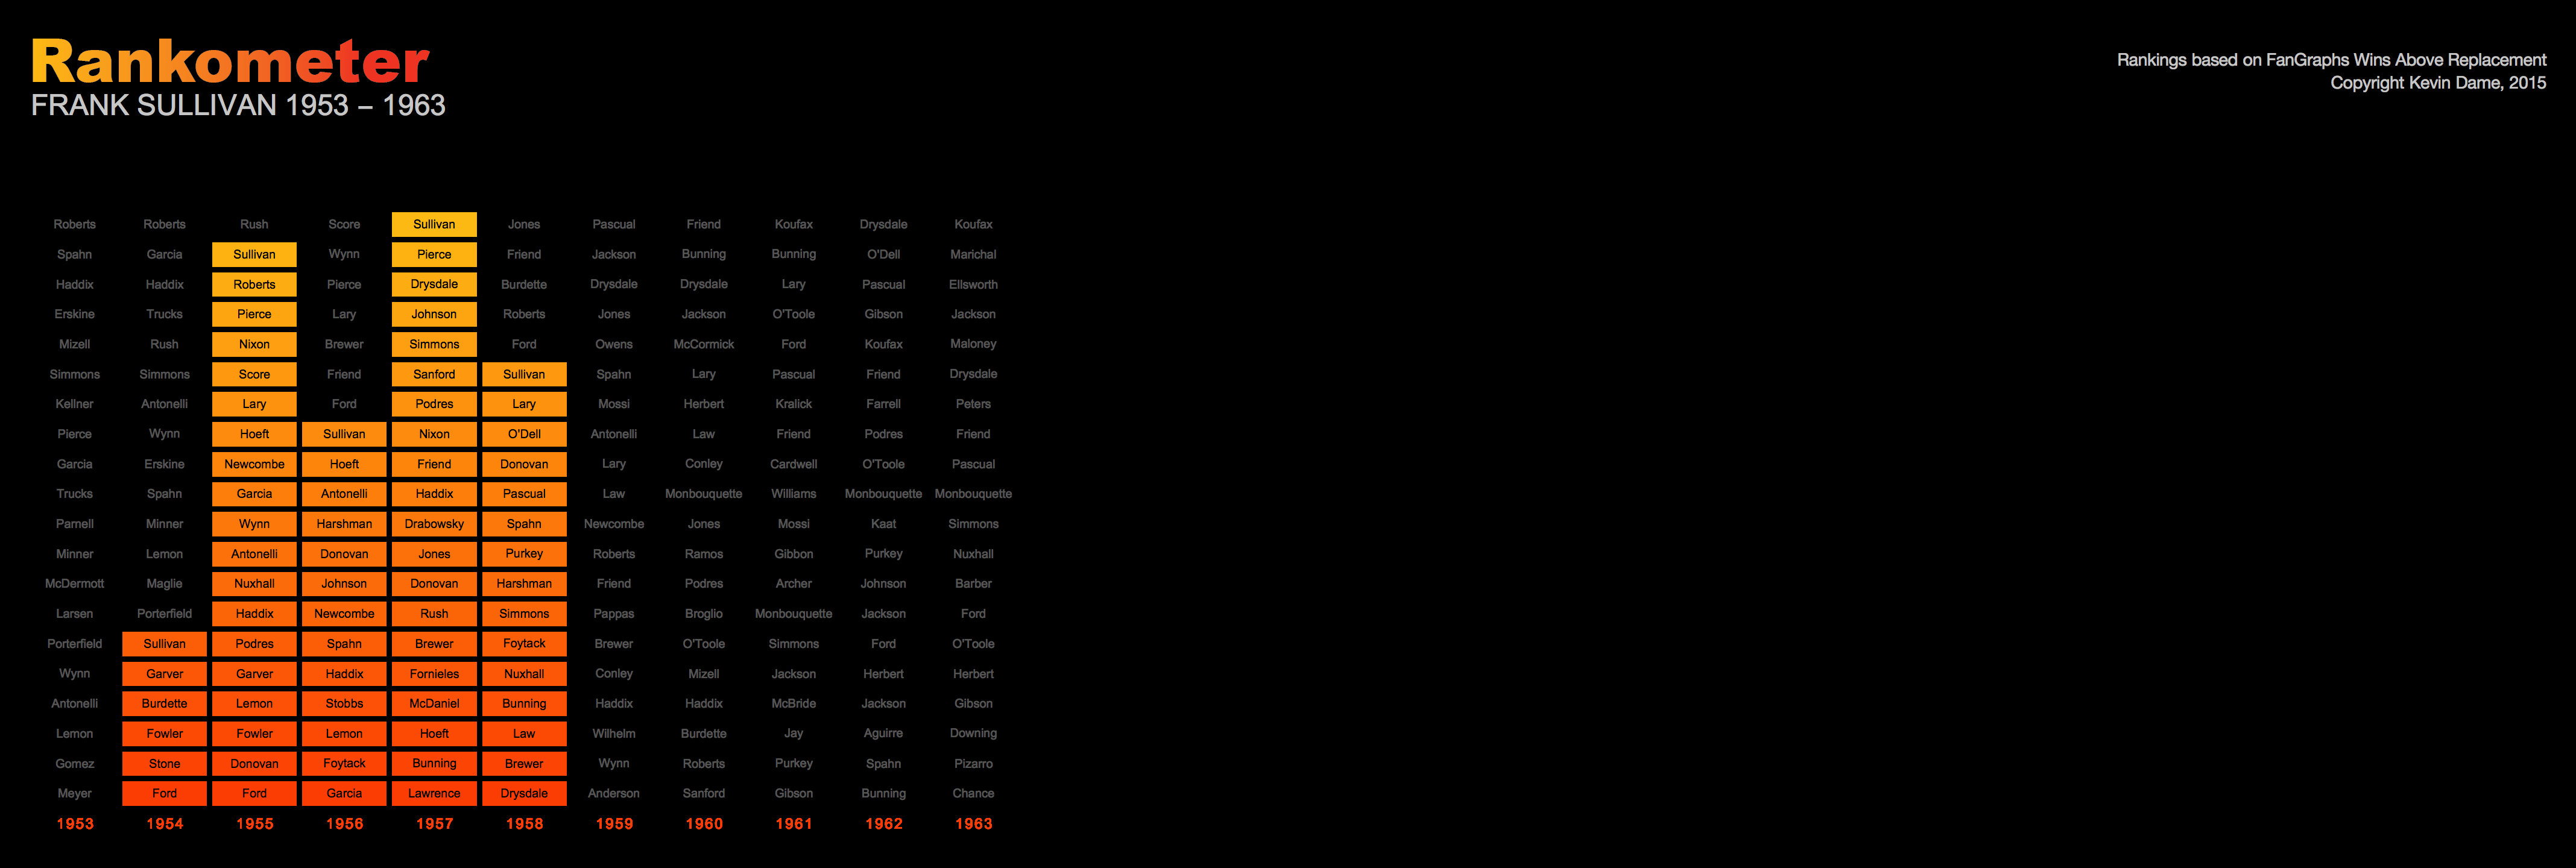 Rankometer
FRANK SULLIVAN 1953 – 1963
Rankings based on FanGraphs Wins Above Replacement
Copyright Kevin Dame, 2015
Roberts Roberts Rush Score Sullivan Jones Pascual Friend Koufax Drysdale Koufax
Spahn Garcia Sullivan Wynn Pierce Friend Jackson Bunning Bunning O'Dell Marichal
Haddix Haddix Roberts Pierce Drysdale Burdette Drysdale Drysdale Lary Pascual Ellsworth
Erskine Trucks Pierce Lary Johnson Roberts Jones Jackson O'Toole Gibson Jackson
Mizell Rush Nixon Brewer Simmons Ford Owens McCormick Ford Koufax Maloney
Simmons Simmons Score Friend Sanford Sullivan Spahn Lary Pascual Friend Drysdale
Kellner Antonelli Lary Ford Podres Lary Mossi Herbert Kralick Farrell Peters
Pierce Wynn Hoeft Sullivan Nixon O'Dell Antonelli Law Friend Podres Friend
Garcia Erskine Newcombe Hoeft Friend Donovan Lary Conley Cardwell O'Toole Pascual
Trucks Spahn Garcia Antonelli Haddix Pascual Law Monbouquette Williams Monbouquette Monbouquette
Parnell Minner Wynn Harshman Drabowsky Spahn Newcombe Jones Mossi Kaat Simmons
Minner Lemon Antonelli Donovan Jones Purkey Roberts Ramos Gibbon Purkey Nuxhall
McDermott Maglie Nuxhall Johnson Donovan Harshman Friend Podres Archer Johnson Barber
Larsen Porterfield Haddix Newcombe Rush Simmons Pappas Broglio Monbouquette Jackson Ford
Porterfield Sullivan Podres Spahn Brewer Foytack Brewer O'Toole Simmons Ford O'Toole
Wynn Garver Garver Haddix Fornieles Nuxhall Conley Mizell Jackson Herbert Herbert
Antonelli Burdette Lemon Stobbs McDaniel Bunning Haddix Haddix McBride Jackson Gibson
Lemon Fowler Fowler Lemon Hoeft Law Wilhelm Burdette Jay Aguirre Downing
Gomez Stone Donovan Foytack Bunning Brewer Wynn Roberts Purkey Spahn Pizarro
Meyer Ford Ford Garcia Lawrence Drysdale Anderson Sanford Gibson Bunning Chance
1953 1954 1955 1956 1957 1958 1959 1960 1961 1962 1963